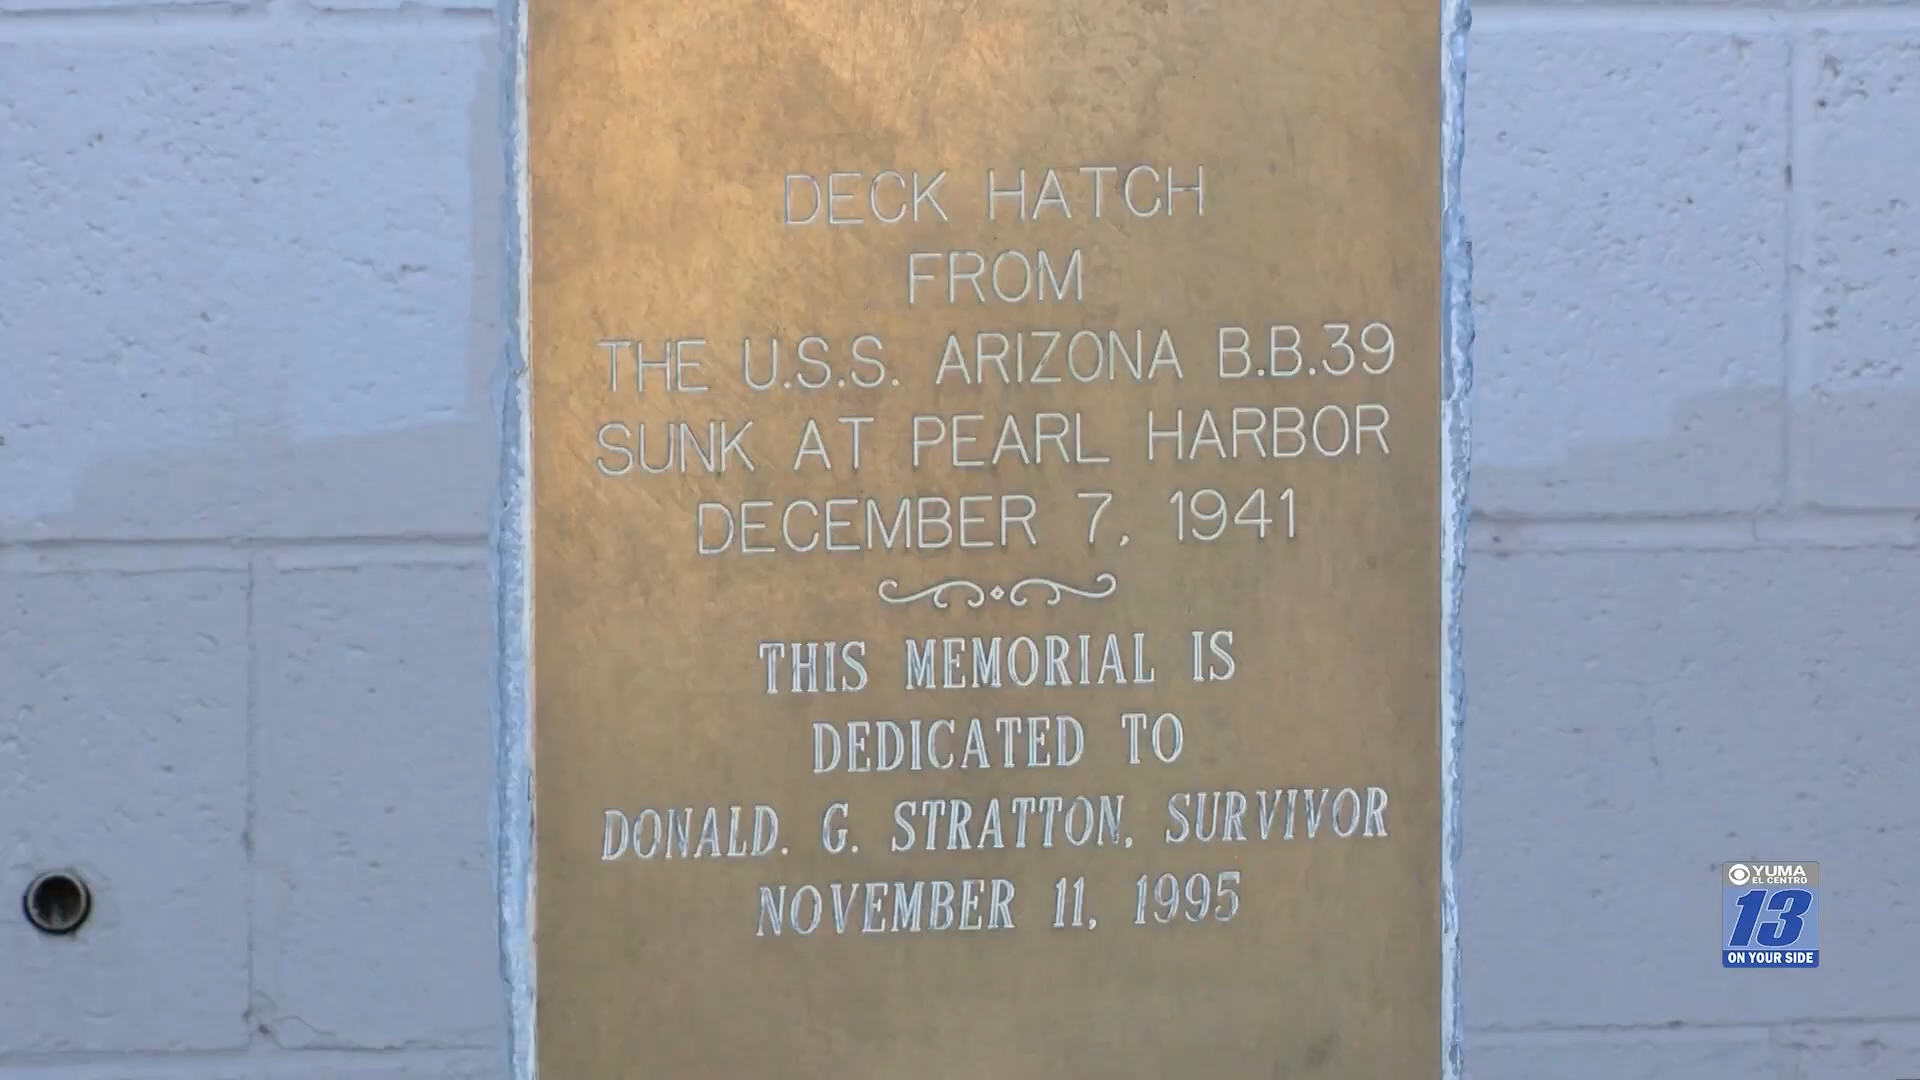 DECK HATCH
FROM
THE U.S.S. ARIZONA B.B.39
SUNK AT PEARL HARBOR
DECEMBER 7, 1941
THIS MEMORIAL IS
DEDICATED TO
DONALD. G. STRATTON, SURVIVOR
NOVEMBER 11, 1995
YUMA
EL CENTRO
13
ON YOUR SIDE